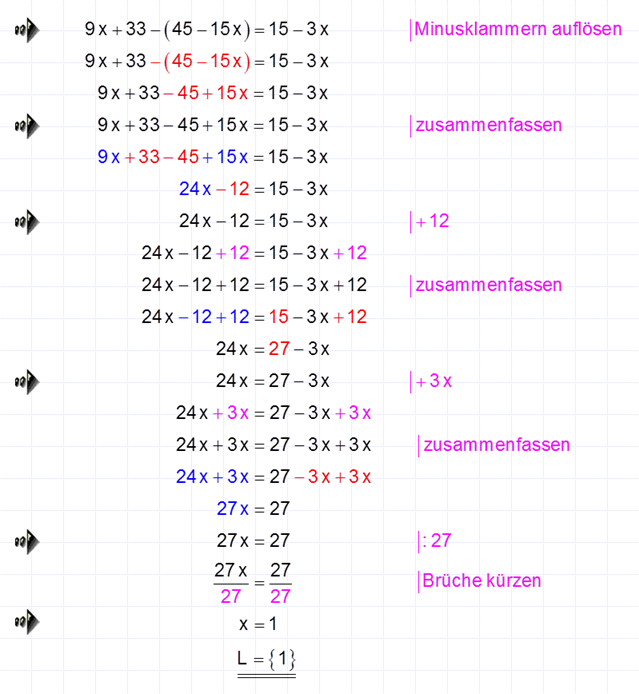 9x + 33 − (45 − 15x) = 15 − 3x |Minusklammern auflösen
9x + 33 − (45 − 15x) = 15 − 3x
9x + 33 − 45 + 15x = 15 − 3x
9x + 33 − 45 + 15x = 15 − 3x |zusammenfassen
9x + 33 − 45 + 15x = 15 − 3x
24x − 12 = 15 − 3x
24x − 12 = 15 − 3x |+12
24x − 12 + 12 = 15 − 3x + 12
24x − 12 + 12 = 15 − 3x + 12 |zusammenfassen
24x − 12 + 12 = 15 − 3x + 12
24x = 27 − 3x
24x = 27 − 3x |+3x
24x + 3x = 27 − 3x + 3x
24x + 3x = 27 − 3x + 3x |zusammenfassen
24x + 3x = 27 − 3x + 3x
27x = 27
27x = 27 |: 27
27x/27 = 27/27 |Brüche kürzen
x = 1
L = {1}